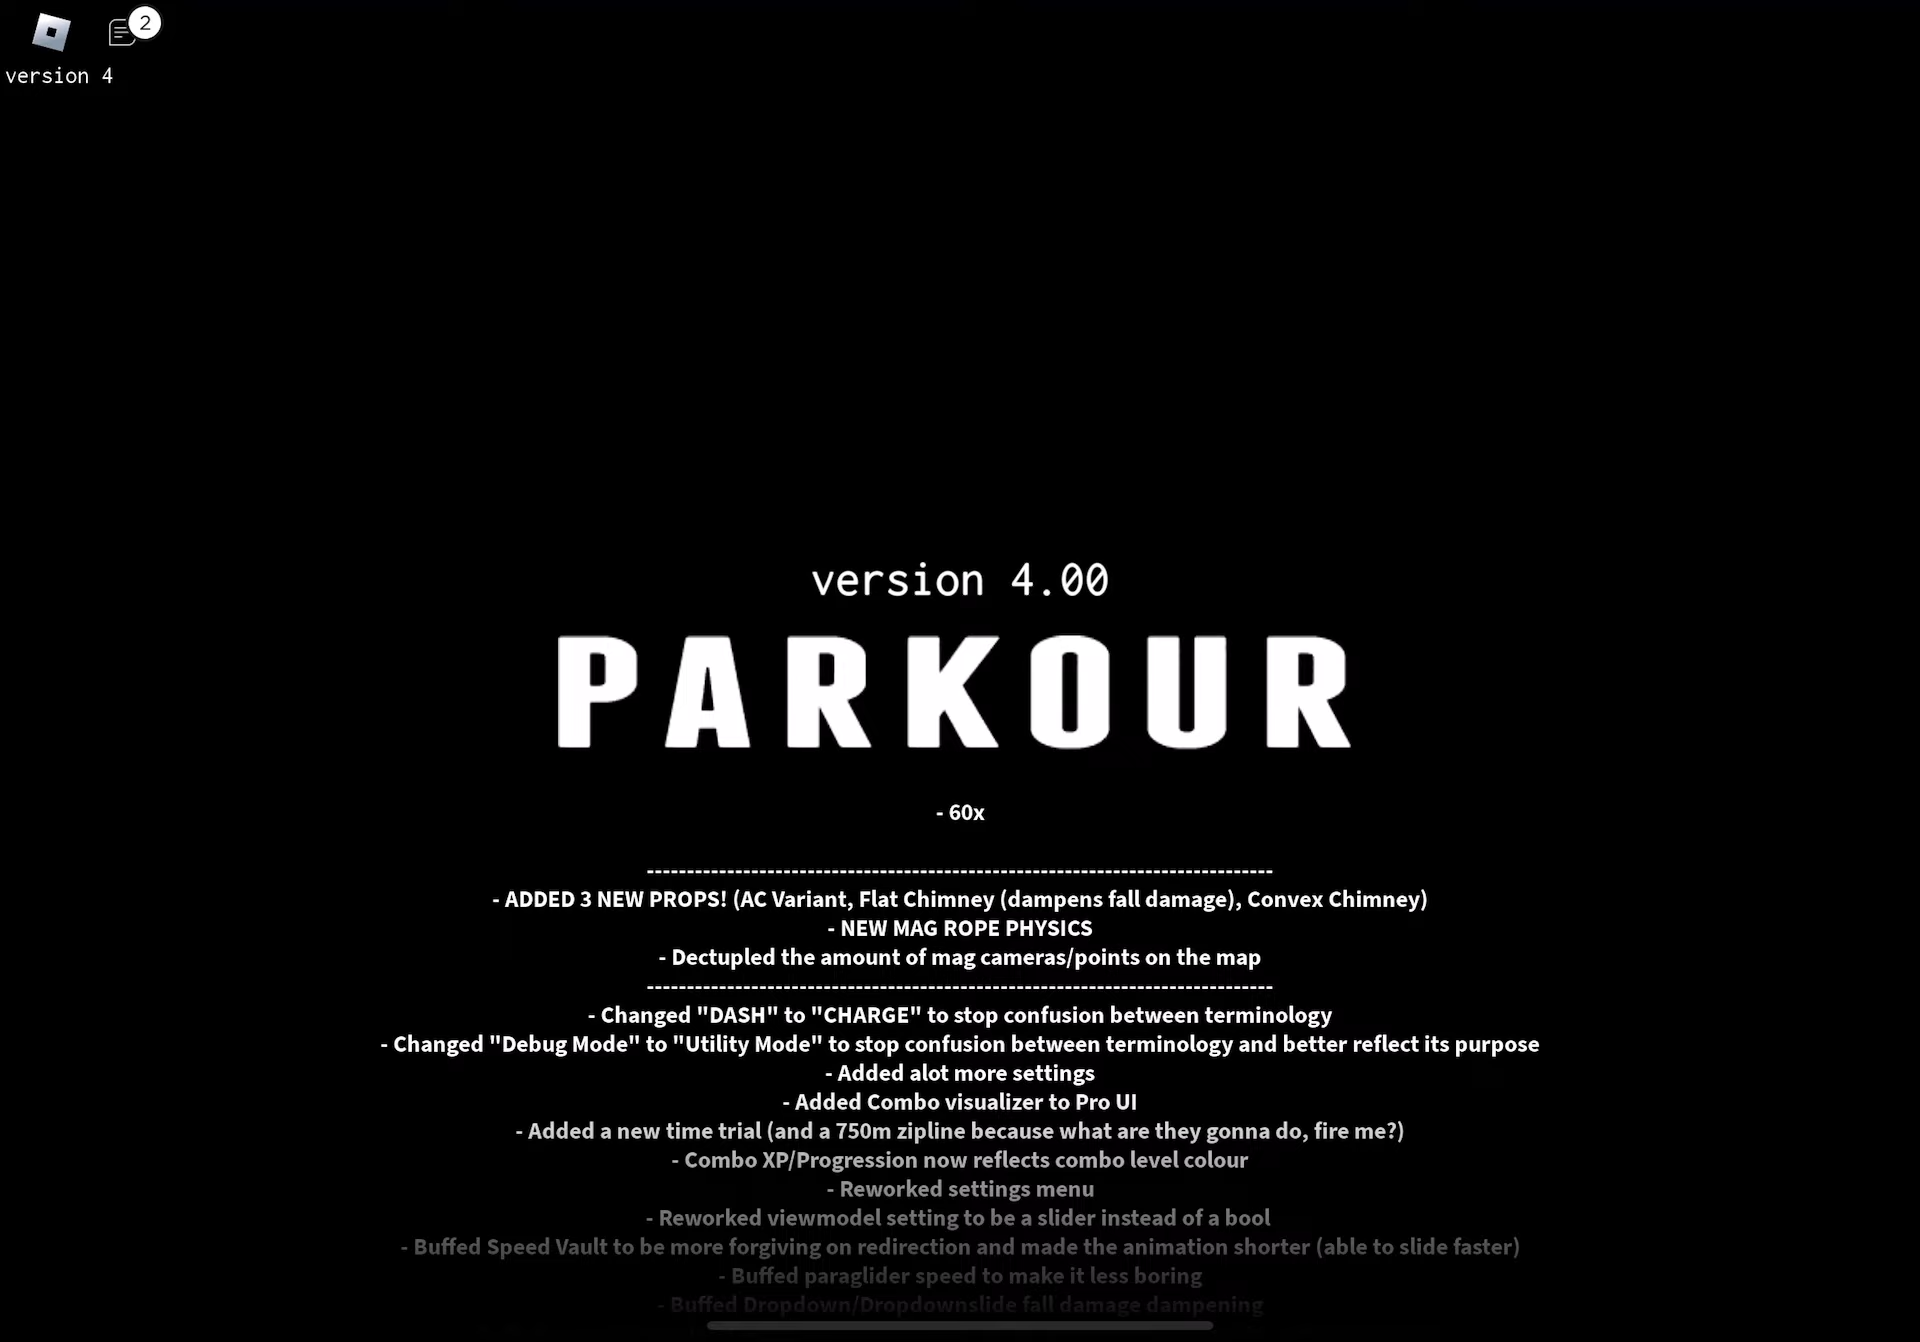 2
version 4
version 4.00
PARKOUR
- 60x
------------------------------------------------------------------------------
- ADDED 3 NEW PROPS! (AC Variant, Flat Chimney (dampens fall damage), Convex Chimney)
- NEW MAG ROPE PHYSICS
- Dectupled the amount of mag cameras/points on the map
------------------------------------------------------------------------------
- Changed "DASH" to "CHARGE" to stop confusion between terminology
- Changed "Debug Mode" to "Utility Mode" to stop confusion between terminology and better reflect its purpose
- Added alot more settings
- Added Combo visualizer to Pro UI
- Added a new time trial (and a 750m zipline because what are they gonna do, fire me?)
- Combo XP/Progression now reflects combo level colour
- Reworked settings menu
- Reworked viewmodel setting to be a slider instead of a bool
- Buffed Speed Vault to be more forgiving on redirection and made the animation shorter (able to slide faster)
- Buffed paraglider speed to make it less boring
- Buffed Dropdown/Dropdownslide fall damage dampening